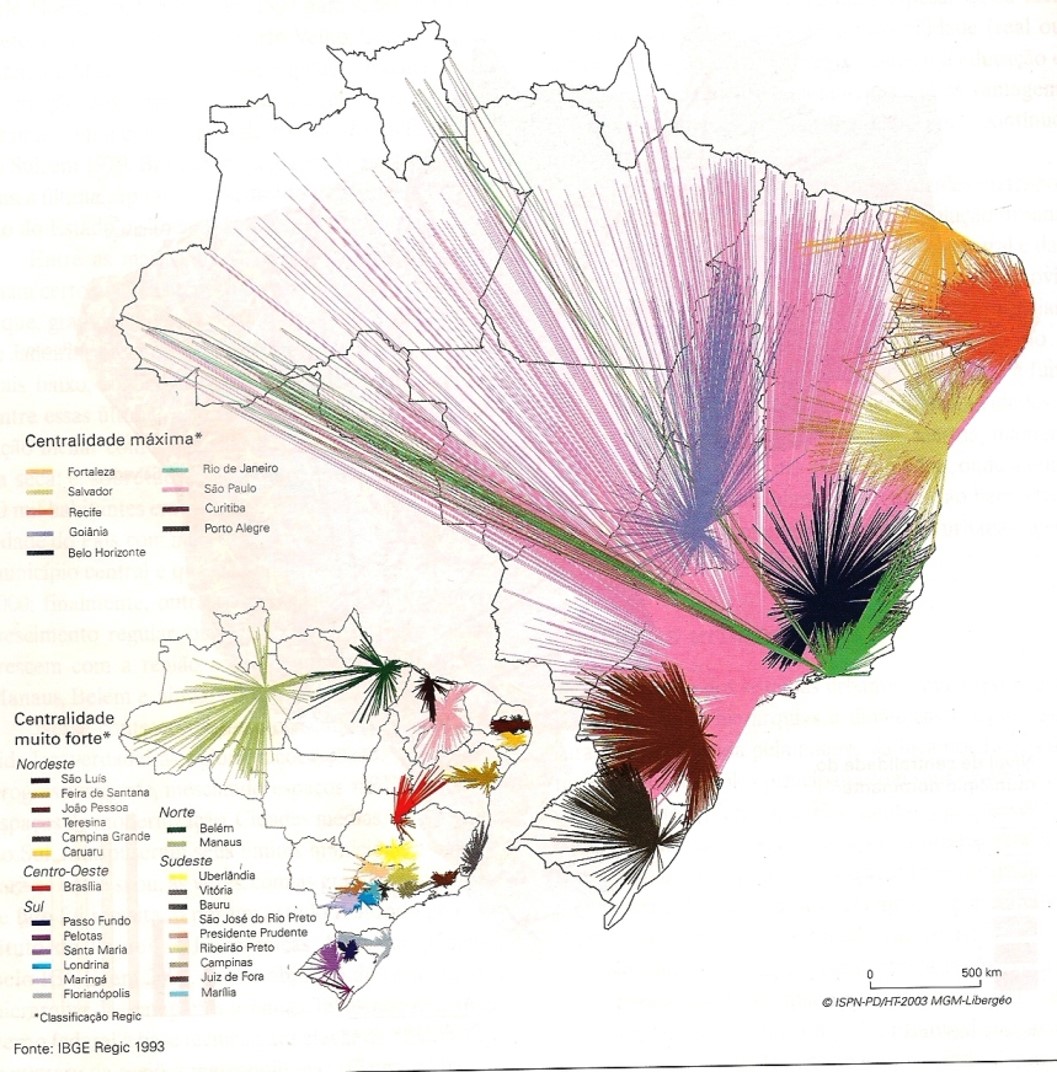 Centralidade máxima*
Fortaleza
Salvador
Recife
Goiânia
Belo Horizonte
Rio de Janeiro
São Paulo
Curitiba
Porto Alegre
Centralidade
muito forte*
Nordeste
São Luís
Feira de Santana
João Pessoa
Teresina
Campina Grande
Caruaru
Centro-Oeste
Brasília
Sul
Passo Fundo
Pelotas
Santa Maria
Londrina
Maringá
Florianópolis
Norte
Belém
Manaus
Sudeste
Uberlândia
Vitória
Bauru
São José do Rio Preto
Presidente Prudente
Ribeirão Preto
Campinas
Juiz de Fora
Marília
*Classificação Regic
Fonte: IBGE Regic 1993
0 500 km
© ISPN-PD/HT-2003 MGM-Libergéo